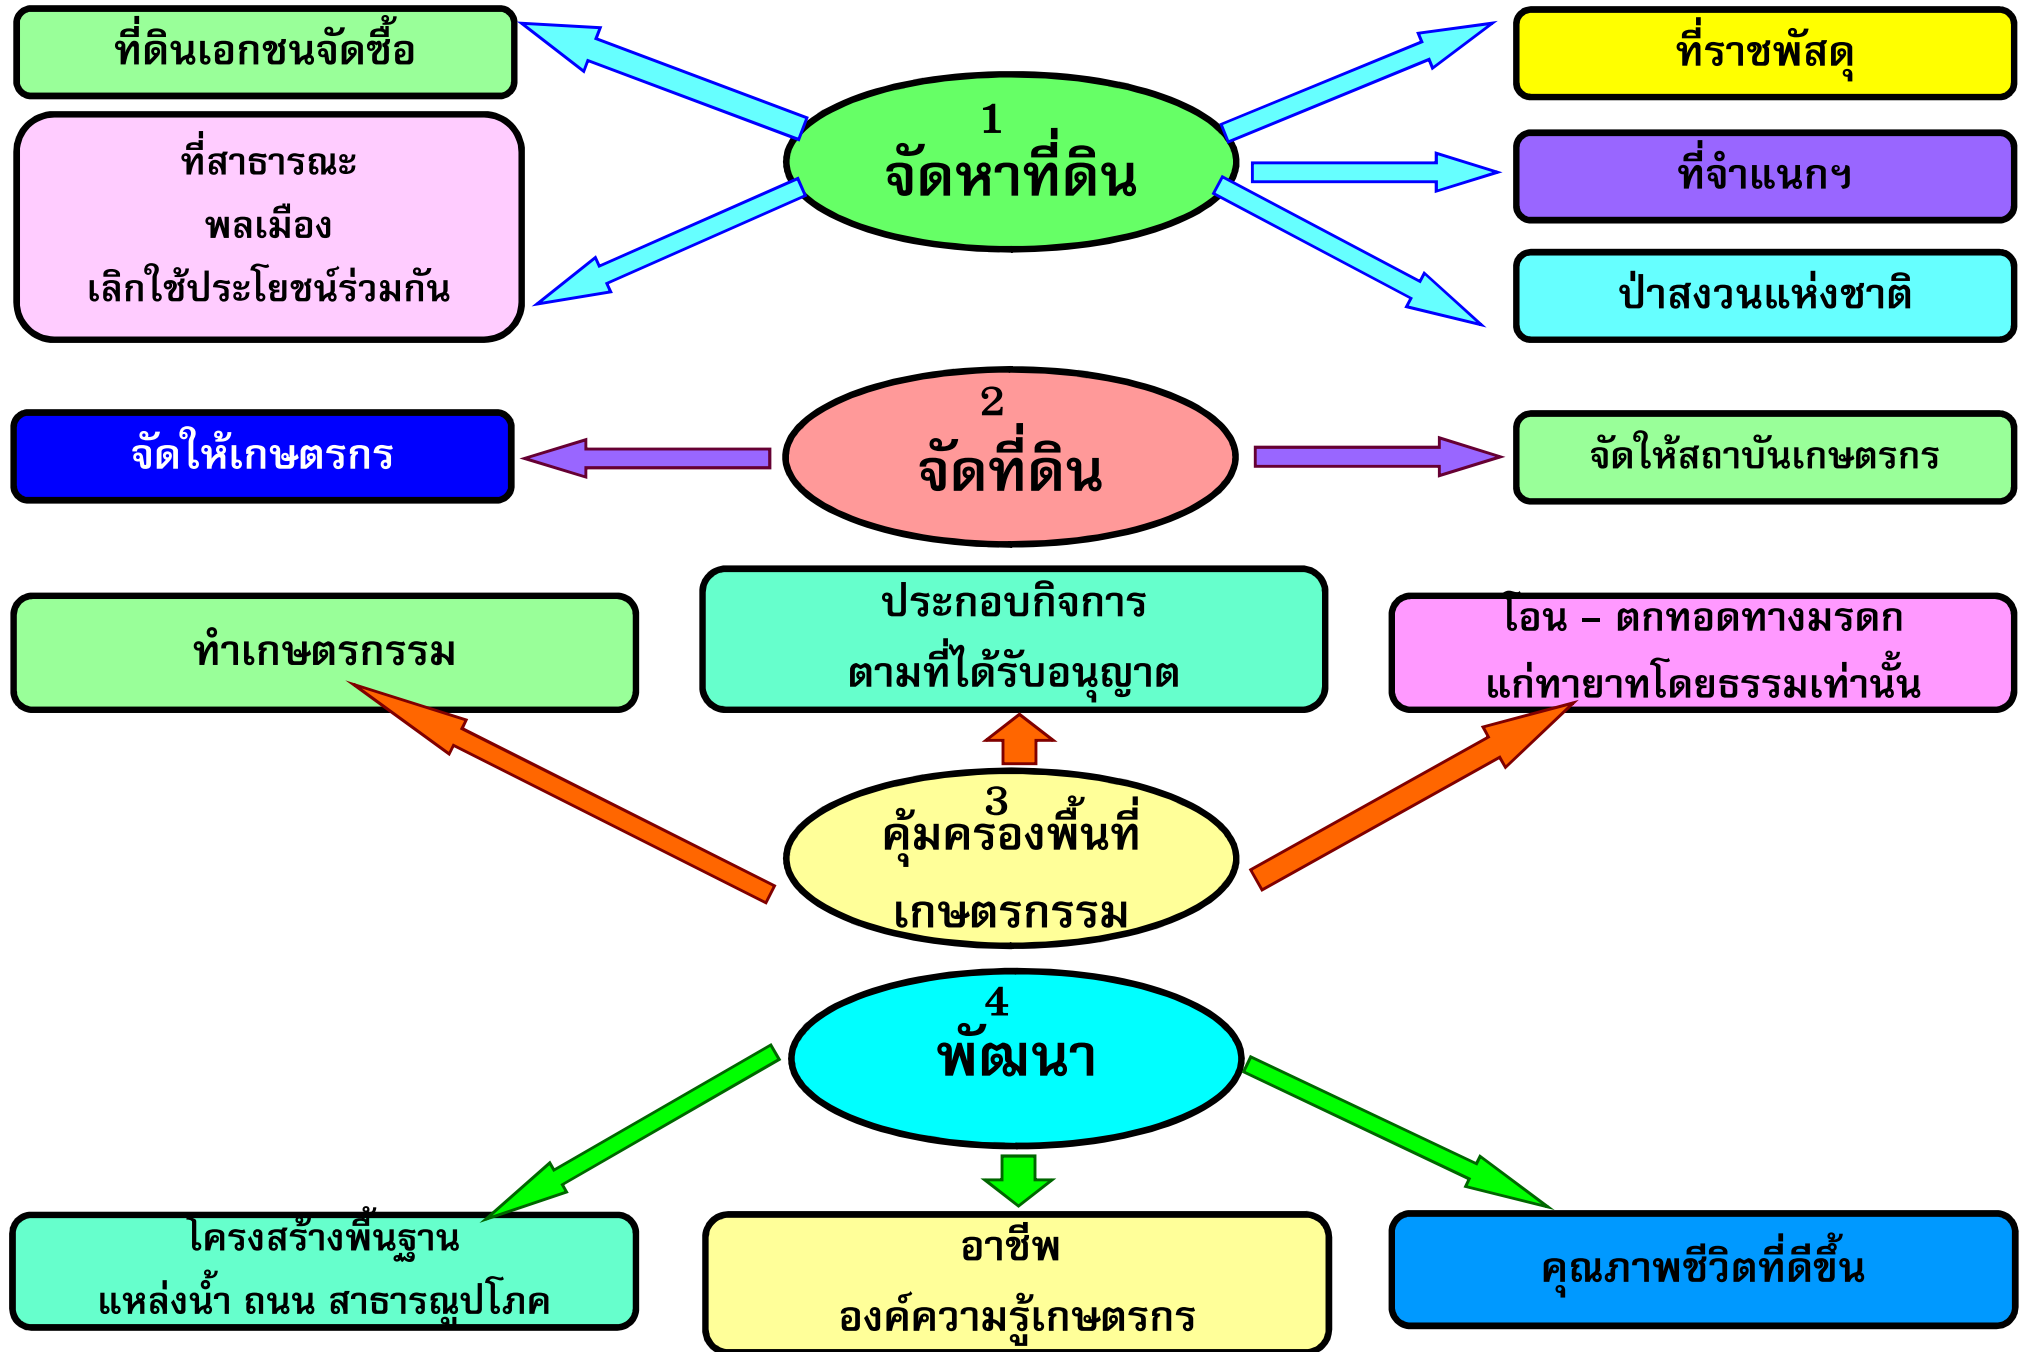 ที่ดินเอกชนจัดซื้อ
ที่สาธารณะ
พลเมือง
เลิกใช้ประโยชน์ร่วมกัน
1
จัดหาที่ดิน
ที่ราชพัสดุ
ที่จำแนกฯ
ป่าสงวนแห่งชาติ
จัดให้เกษตรกร
2
จัดที่ดิน
จัดให้สถาบันเกษตรกร
ทำเกษตรกรรม
ประกอบกิจการ
ตามที่ได้รับอนุญาต
โอน – ตกทอดทางมรดก
แก่ทายาทโดยธรรมเท่านั้น
3
คุ้มครองพื้นที่
เกษตรกรรม
4
พัฒนา
โครงสร้างพื้นฐาน
แหล่งน้ำ ถนน สาธารณูปโภค
อาชีพ
องค์ความรู้เกษตรกร
คุณภาพชีวิตที่ดีขึ้น